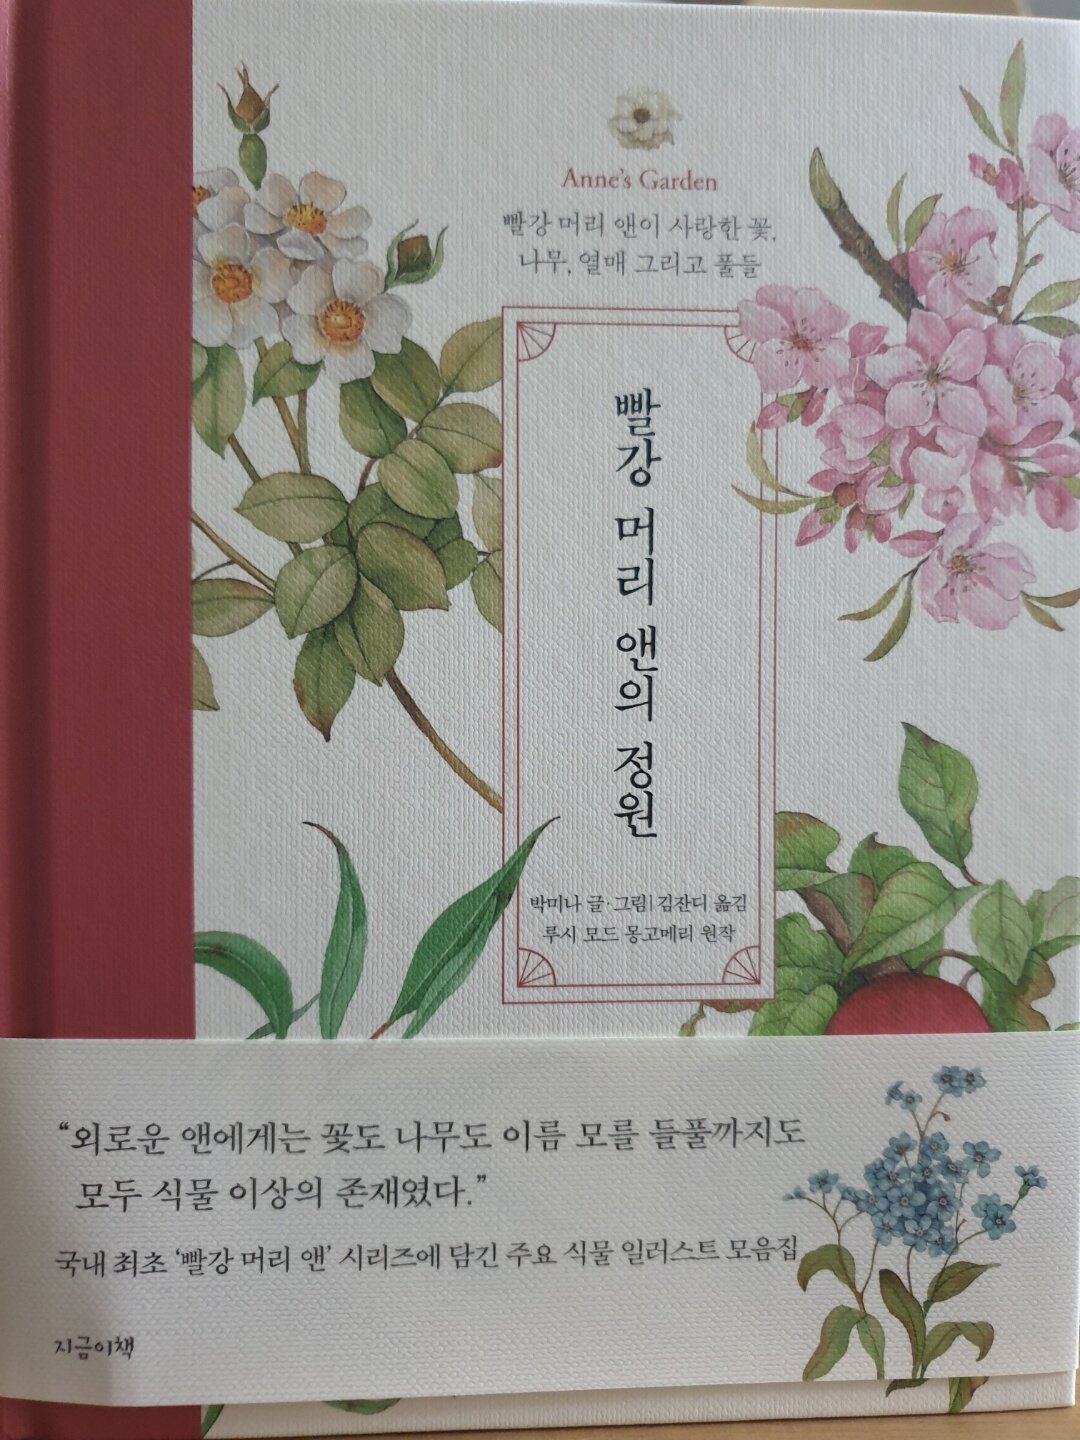 Anne's Garden
빨강 머리 앤이 사랑한 꽃,
나무, 열매 그리고 풀들
빨강 머리 앤의 정원
박미나 글·그림 | 김잔디 옮김
루시 모드 몽고메리 원작
“외로운 앤에게는 꽃도 나무도 이름 모를 들풀까지도
모두 식물 이상의 존재였다.”
국내 최초 ‘빨강 머리 앤’ 시리즈에 담긴 주요 식물 일러스트 모음집
지금이책